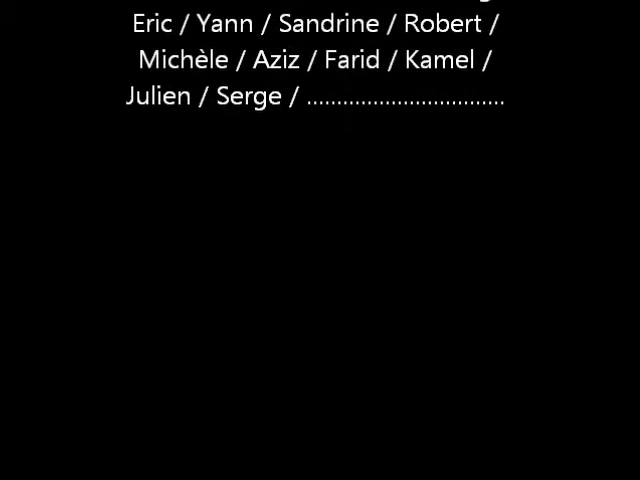 Eric / Yann / Sandrine / Robert /
Michèle / Aziz / Farid / Kamel /
Julien / Serge / .................................